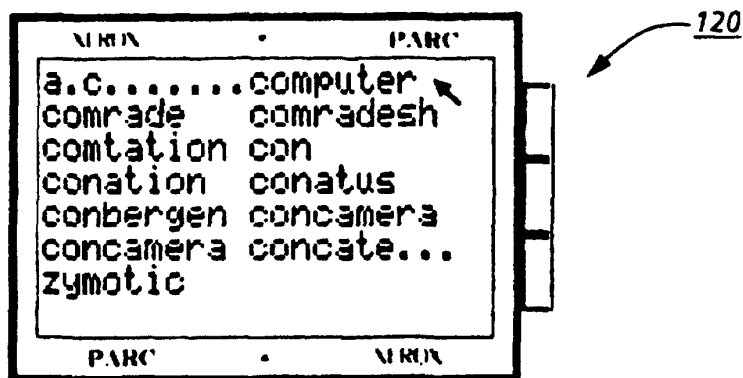 120
XEROX • PARC
a.c.......computer
comrade comradesh
comtation con
conation conatus
conbergen concamera
concamera concate...
zymotic
PARC • XEROX